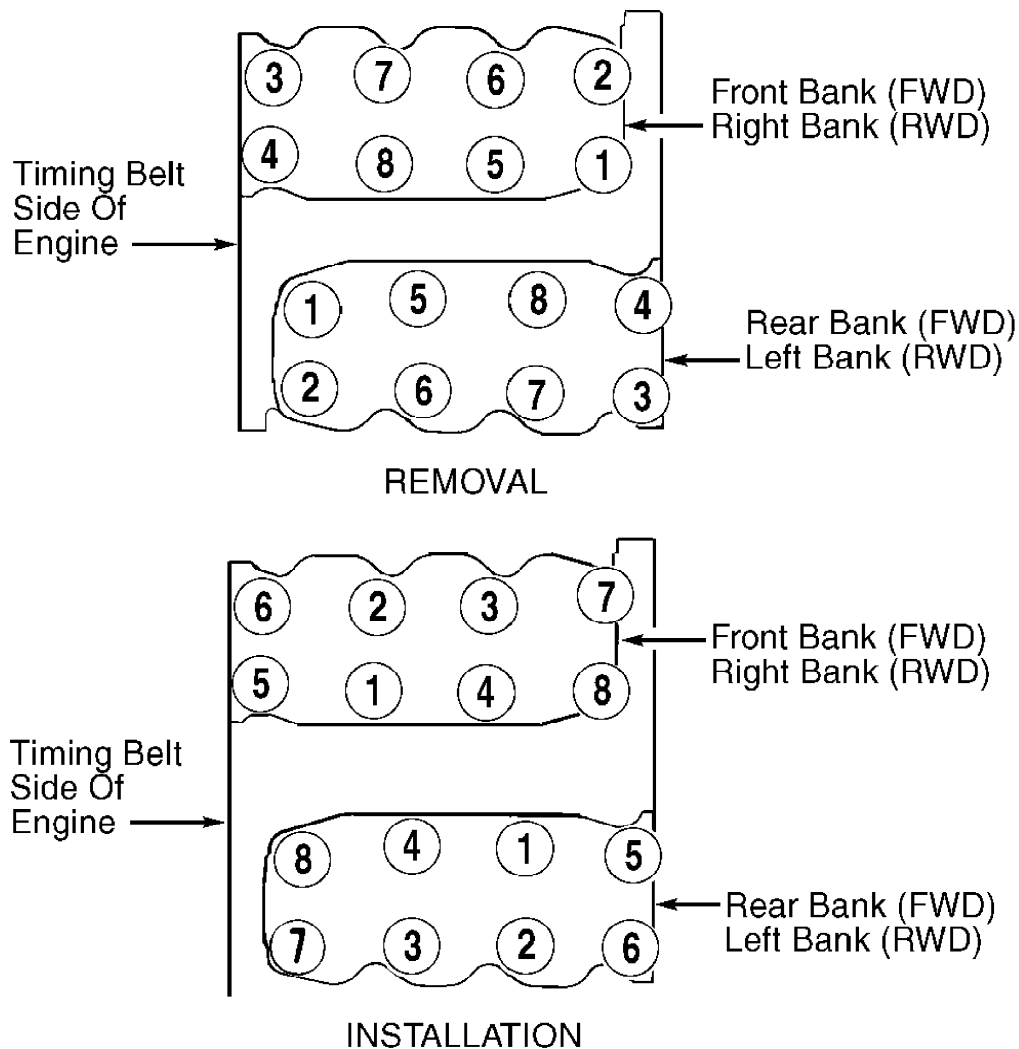 3 7 6 2
Front Bank (FWD)
Right Bank (RWD)
4 8 5 1
Timing Belt
Side Of
Engine
1 5 8 4
Rear Bank (FWD)
Left Bank (RWD)
2 6 7 3
REMOVAL
6 2 3 7
Front Bank (FWD)
Right Bank (RWD)
5 1 4 8
Timing Belt
Side Of
Engine
8 4 1 5
Rear Bank (FWD)
Left Bank (RWD)
7 3 2 6
INSTALLATION